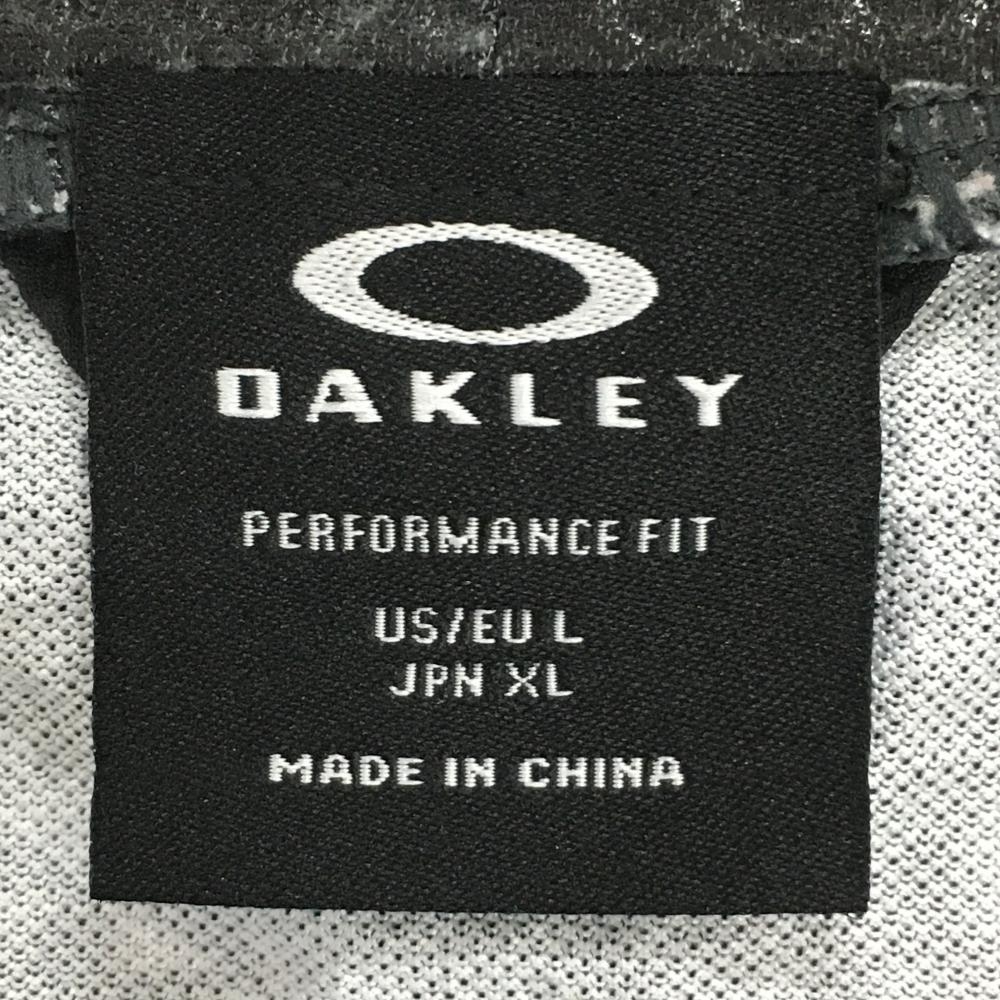 OAKLEY
PERFORMANCE FIT
US/EU L
JPN XL
MADE IN CHINA